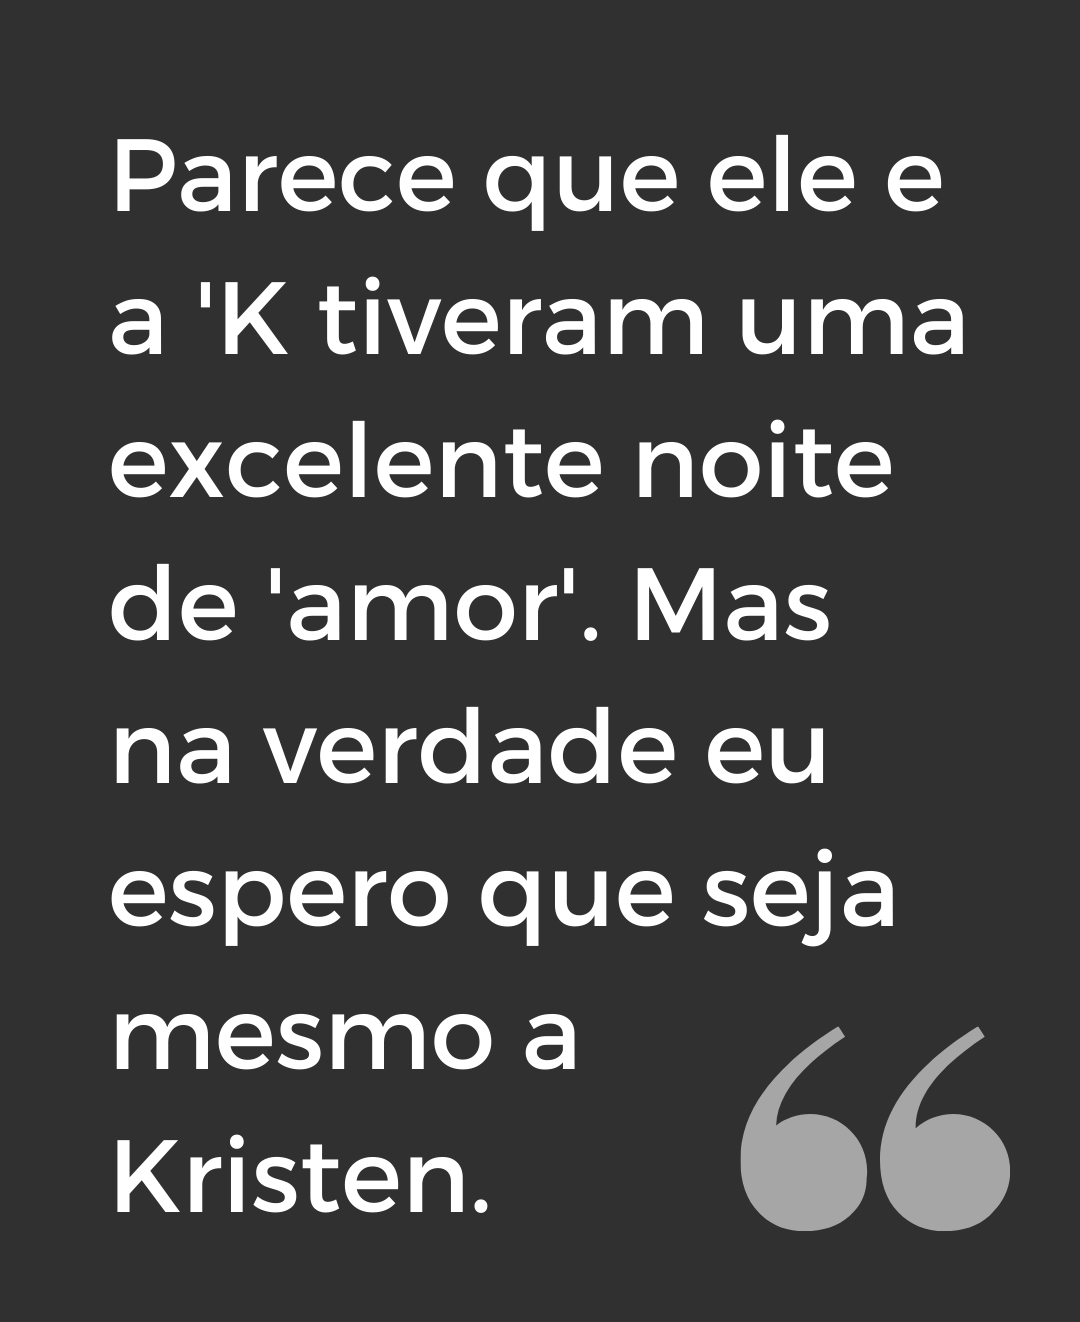 Parece que ele e
a 'K tiveram uma
excelente noite
de 'amor'. Mas
na verdade eu
espero que seja
mesmo a
Kristen.